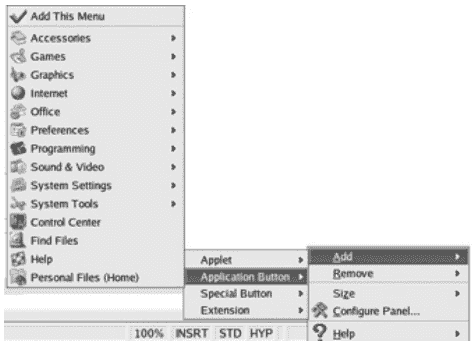 Add This Menu
Accessories
Games
Graphics
Internet
Office
Preferences
Programming
Sound & Video
System Settings
System Tools
Control Center
Find Files
Help
Personal Files (Home)
Applet
Application Button
Special Button
Extension
Add
Remove
Size
Configure Panel...
Help
100% INSRT STD HYP